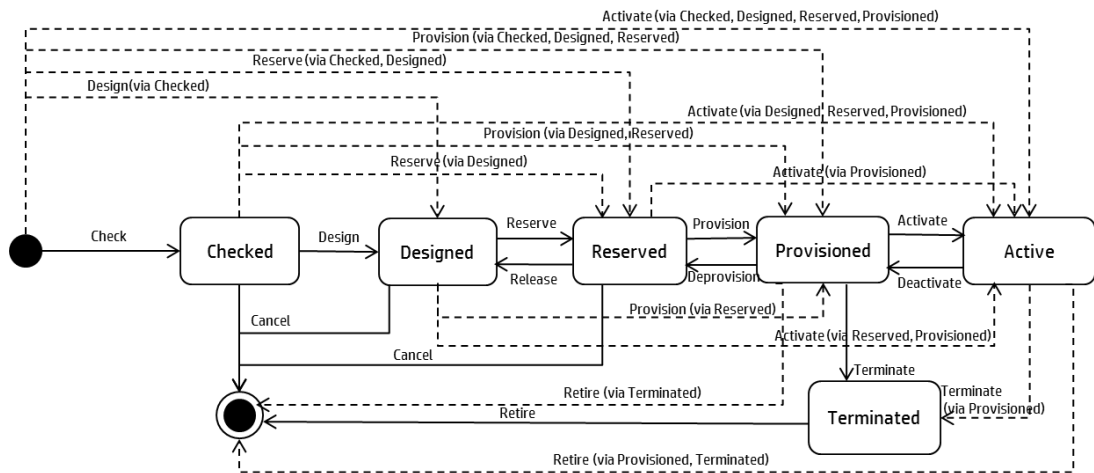 Activate (via Checked, Designed, Reserved, Provisioned)
Provision (via Checked, Designed, Reserved)
Reserve (via Checked, Designed)
Design(via Checked)
Activate (via Designed, Reserved, Provisioned)
Provision (via Designed, Reserved)
Reserve (via Designed)
Activate (via Provisioned)
Check
Checked
Design
Designed
Reserve
Release
Reserved
Provision
Deprovision
Provisioned
Activate
Deactivate
Active
Provision (via Reserved)
Cancel
Activate (via Reserved, Provisioned)
Cancel
Terminate
Retire (via Terminated)
Terminate
(via Provisioned)
Retire
Terminated
Retire (via Provisioned, Terminated)